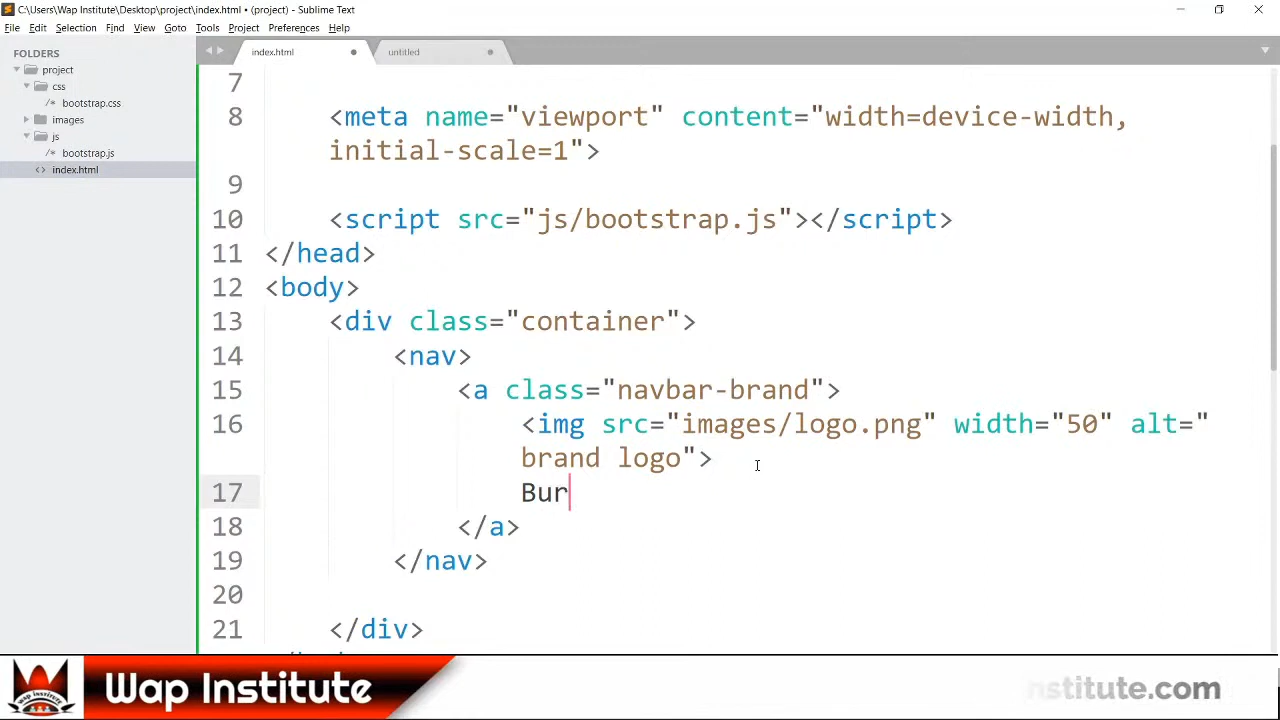 C:\Users\Wap Institute\Desktop\project\index.html • (project) - Sublime Text
File Edit Selection Find View Goto Tools Project Preferences Help
FOLDERS
project
css
/* bootstrap.css
images
js
/* bootstrap.js
<> index.html
index.html
untitled
7
8 <meta name="viewport" content="width=device-width,
initial-scale=1">
9
10 <script src="js/bootstrap.js"></script>
11 </head>
12 <body>
13 <div class="container">
14 <nav>
15 <a class="navbar-brand">
16 <img src="images/logo.png" width="50" alt="
brand logo">
17 Bur
18 </a>
19 </nav>
20
21 </div>
Wap Institute
nstitute.com